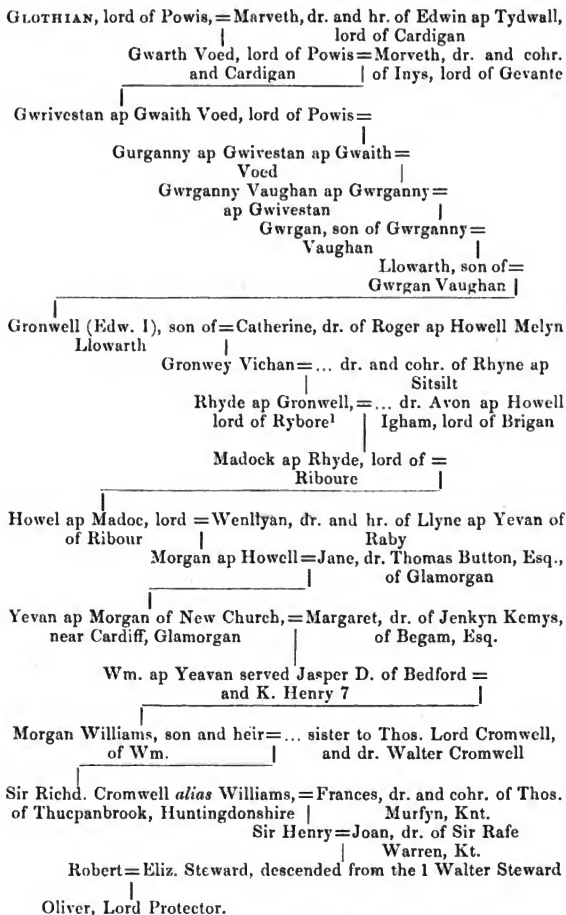 GLOTHIAN, lord of Powis, = Marveth, dr. and hr. of Edwin ap Tydwall,
lord of Cardigan
Gwarth Voed, lord of Powis = Morveth, dr. and cohr.
and Cardigan of Inys, lord of Gevante
Gwrivestan ap Gwaith Voed, lord of Powis =
Gurganny ap Gwivestan ap Gwaith =
Voed
Gwrganny Vaughan ap Gwrganny =
ap Gwivestan
Gwrgan, son of Gwrganny =
Vaughan
Llowarth, son of =
Gwrgan Vaughan
Gronwell (Edw. I), son of = Catherine, dr. of Roger ap Howell Melyn
Llowarth
Gronwey Vichan = ... dr. and cohr. of Rhyne ap
Sitsilt
Rhyde ap Gronwell, = ... dr. Avon ap Howell
lord of Rybore¹ Igham, lord of Brigan
Madock ap Rhyde, lord of =
Riboure
Howel ap Madoc, lord = Wenllyan, dr. and hr. of Llyne ap Yevan of
of Ribour Raby
Morgan ap Howell = Jane, dr. Thomas Button, Esq.,
of Glamorgan
Yevan ap Morgan of New Church, = Margaret, dr. of Jenkyn Kemys,
near Cardiff, Glamorgan of Begam, Esq.
Wm. ap Yeavan served Jasper D. of Bedford =
and K. Henry 7
Morgan Williams, son and heir = ... sister to Thos. Lord Cromwell,
of Wm. and dr. Walter Cromwell
Sir Richd. Cromwell alias Williams, = Frances, dr. and cohr. of Thos.
of Thucpanbrook, Huntingdonshire Murfyn, Knt.
Sir Henry = Joan, dr. of Sir Rafe
Warren, Kt.
Robert = Eliz. Steward, descended from the 1 Walter Steward
Oliver, Lord Protector.